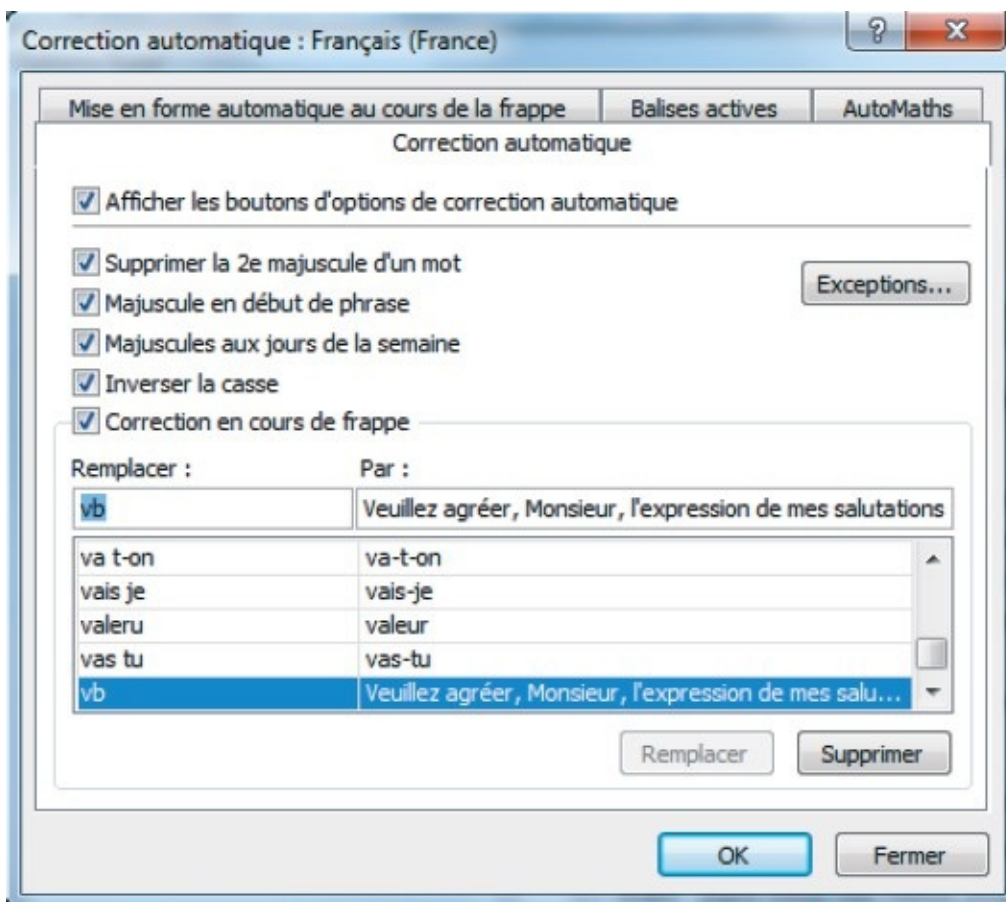 Correction automatique : Français (France)
?
Mise en forme automatique au cours de la frappe Balises actives AutoMaths
Correction automatique
Afficher les boutons d'options de correction automatique
Supprimer la 2e majuscule d'un mot
Exceptions...
Majuscule en début de phrase
Majuscules aux jours de la semaine
Inverser la casse
Correction en cours de frappe
Remplacer : Par :
vb Veuillez agréer, Monsieur, l'expression de mes salutations
va t-on va-t-on
vais je vais-je
valeru valeur
vas tu vas-tu
vb Veuillez agréer, Monsieur, l'expression de mes salu...
Remplacer Supprimer
OK Fermer